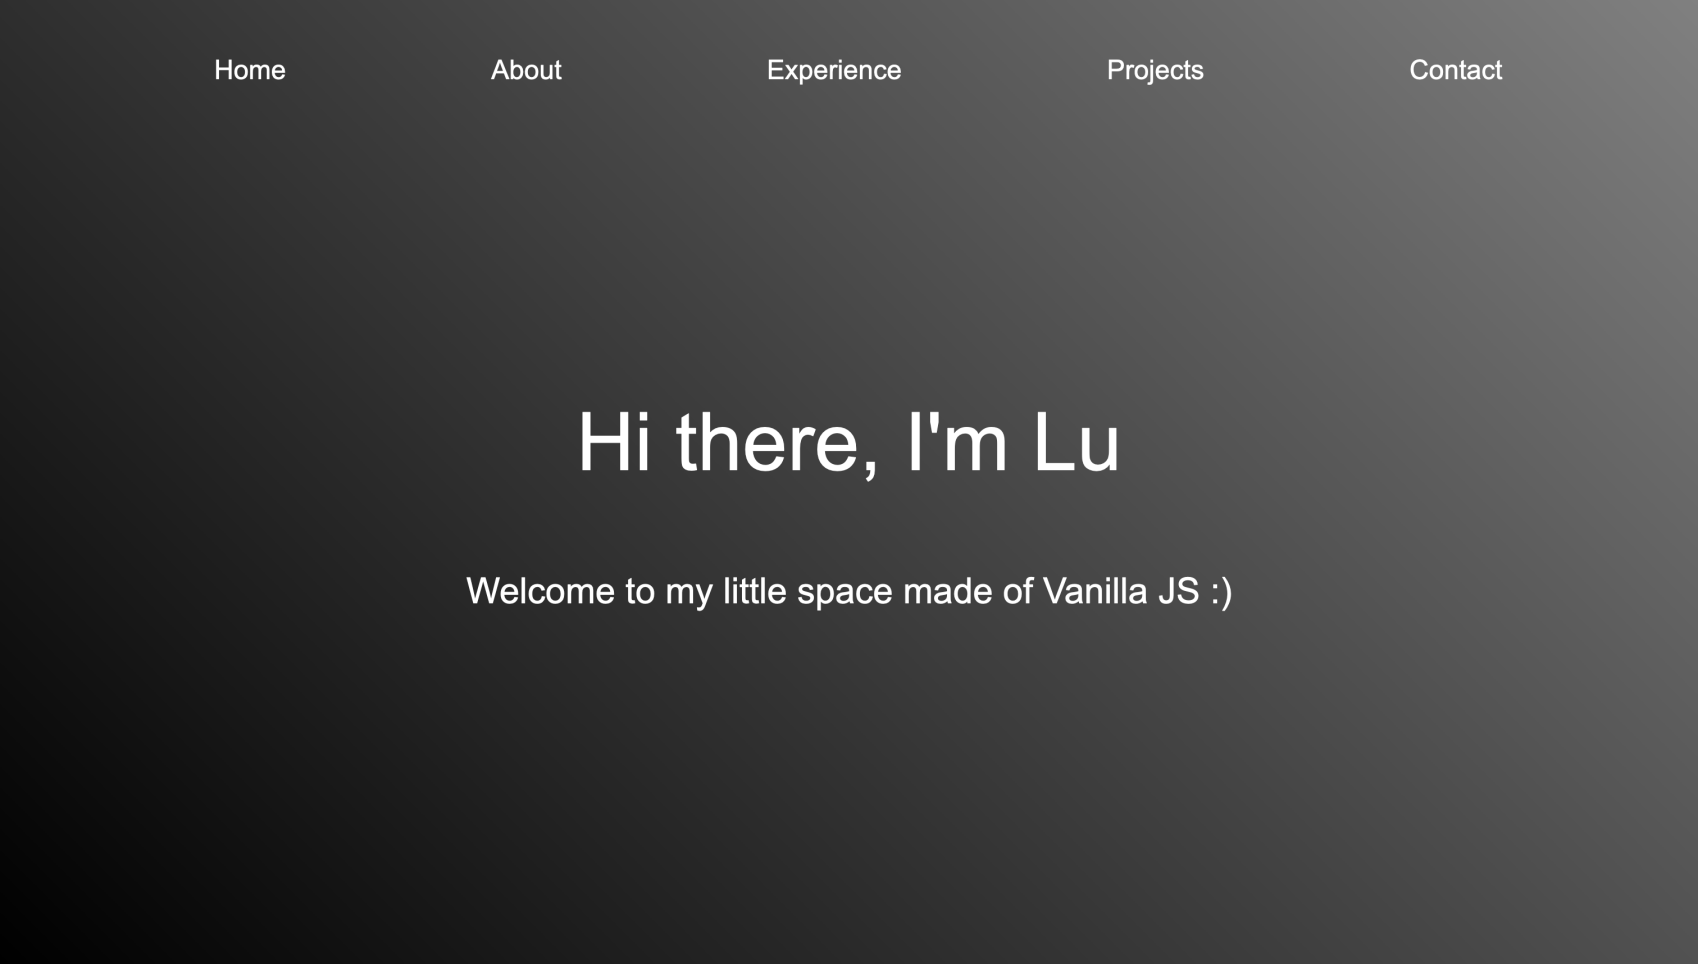 Home About Experience Projects Contact
Hi there, I'm Lu
Welcome to my little space made of Vanilla JS :)